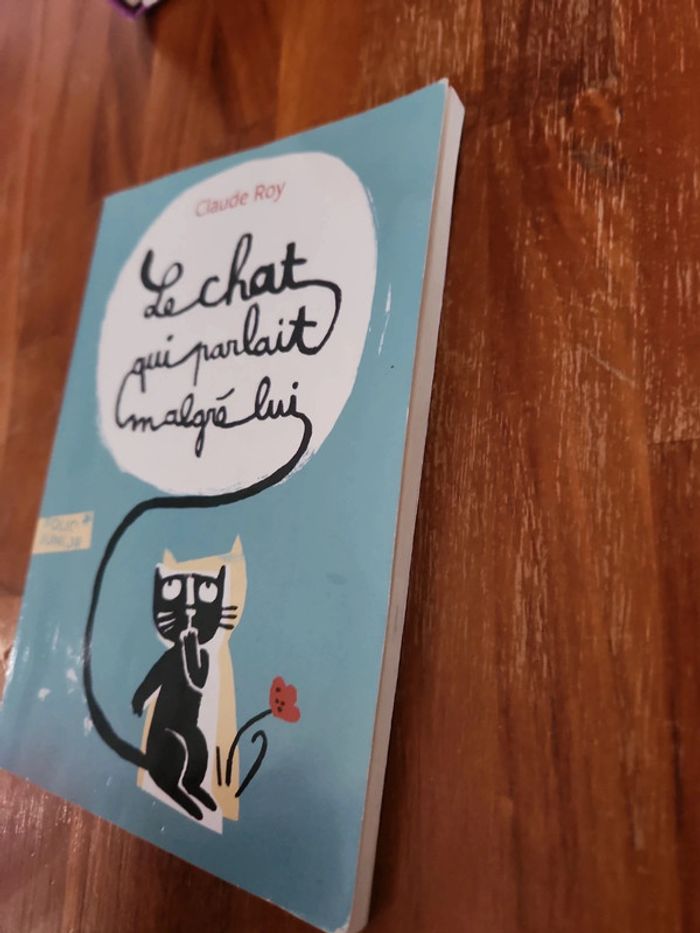 Claude Roy
Le chat
qui parlait
malgré lui